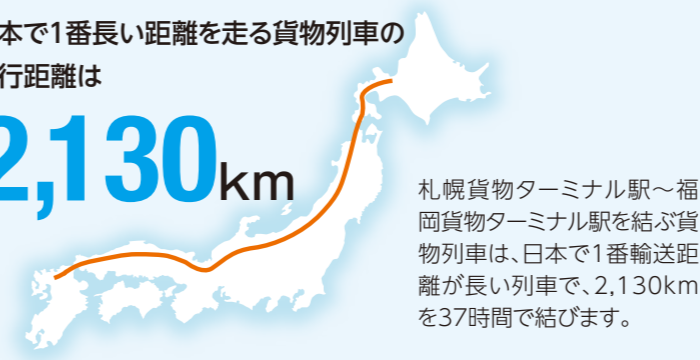 本で1番長い距離を走る貨物列車の
行距離は
2,130km
札幌貨物ターミナル駅～福
岡貨物ターミナル駅を結ぶ貨
物列車は、日本で1番輸送距
離が長い列車で、2,130km
を37時間で結びます。